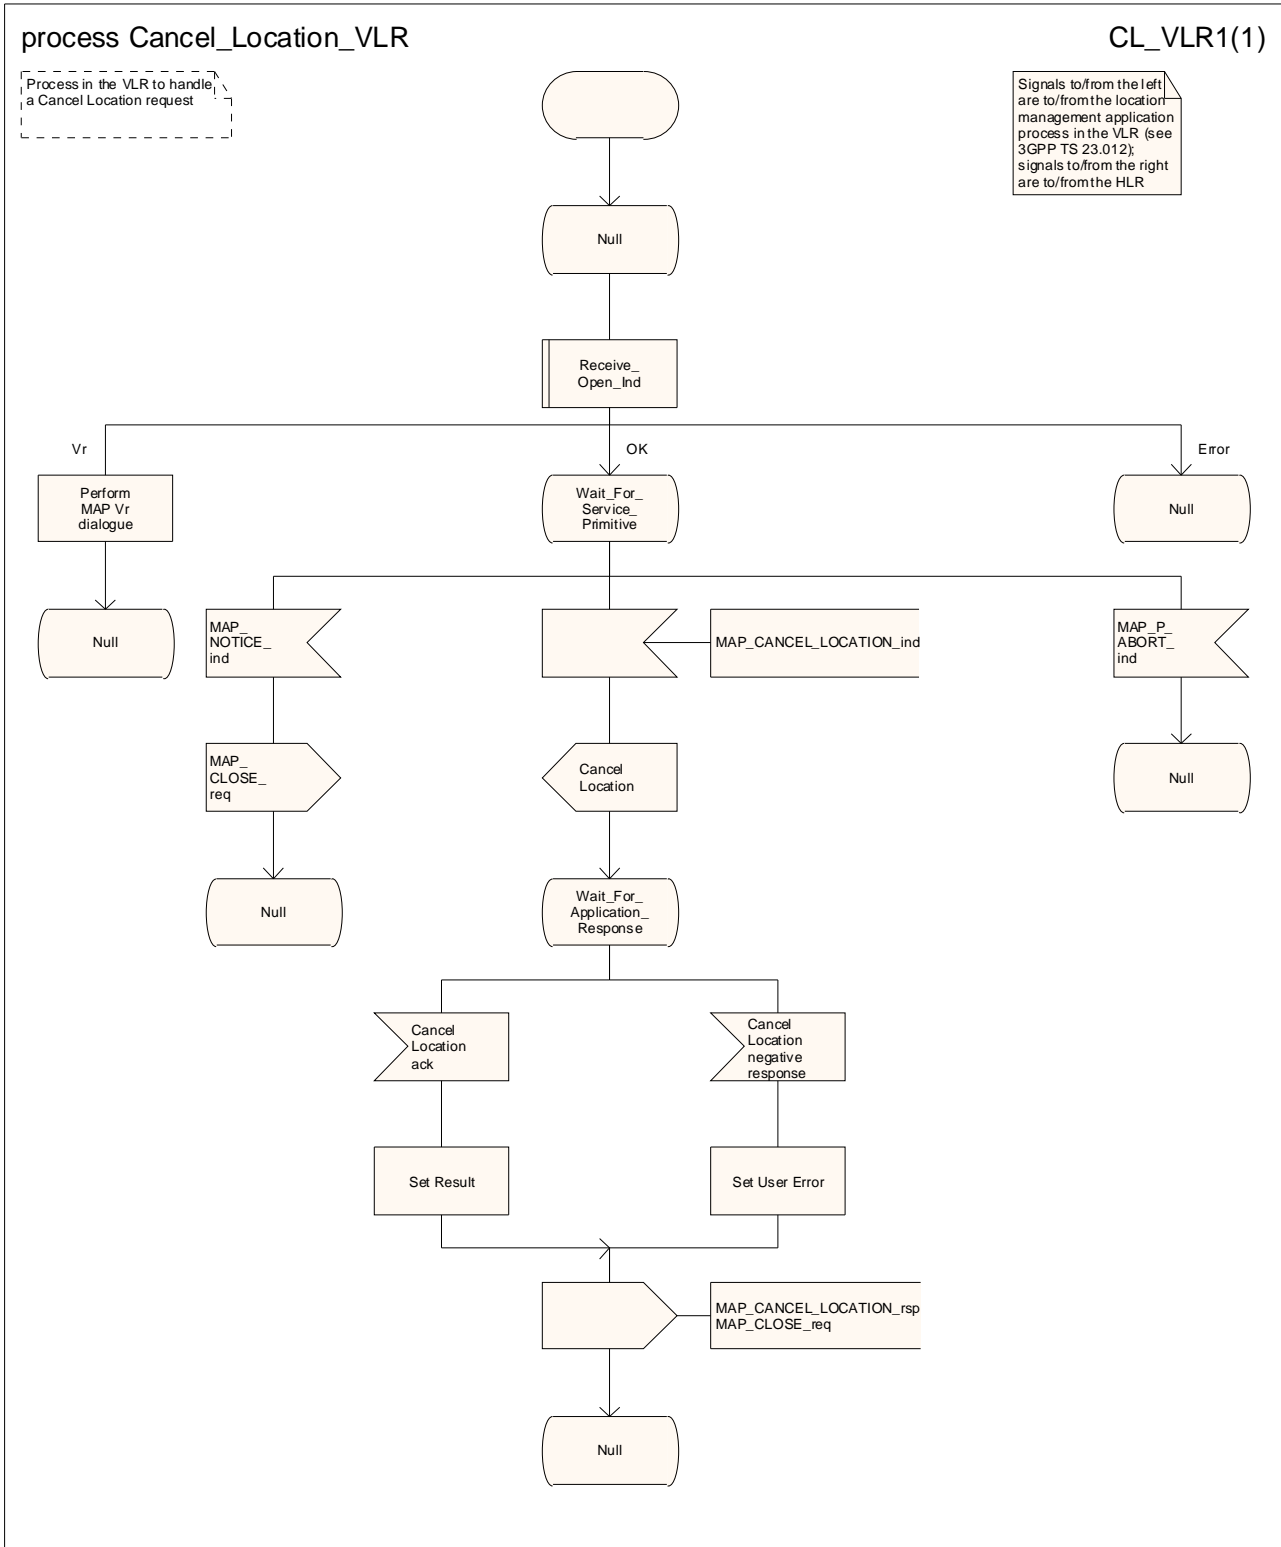 process Cancel_Location_VLR
CL_VLR1(1)
Process in the VLR to handle
a Cancel Location request
Signals to/from the left
are to/from the location
management application
process in the VLR (see
3GPP TS 23.012);
signals to/from the right
are to/from the HLR
Null
Receive_
Open_Ind
Vr
OK
Error
Perform
MAP Vr
dialogue
Wait_For_
Service_
Primitive
Null
Null
MAP_
NOTICE_
ind
MAP_CANCEL_LOCATION_ind
MAP_P_
ABORT_
ind
MAP_
CLOSE_
req
Cancel
Location
Null
Null
Wait_For_
Application_
Response
Cancel
Location
ack
Cancel
Location
negative
response
Set Result
Set User Error
MAP_CANCEL_LOCATION_rsp
MAP_CLOSE_req
Null